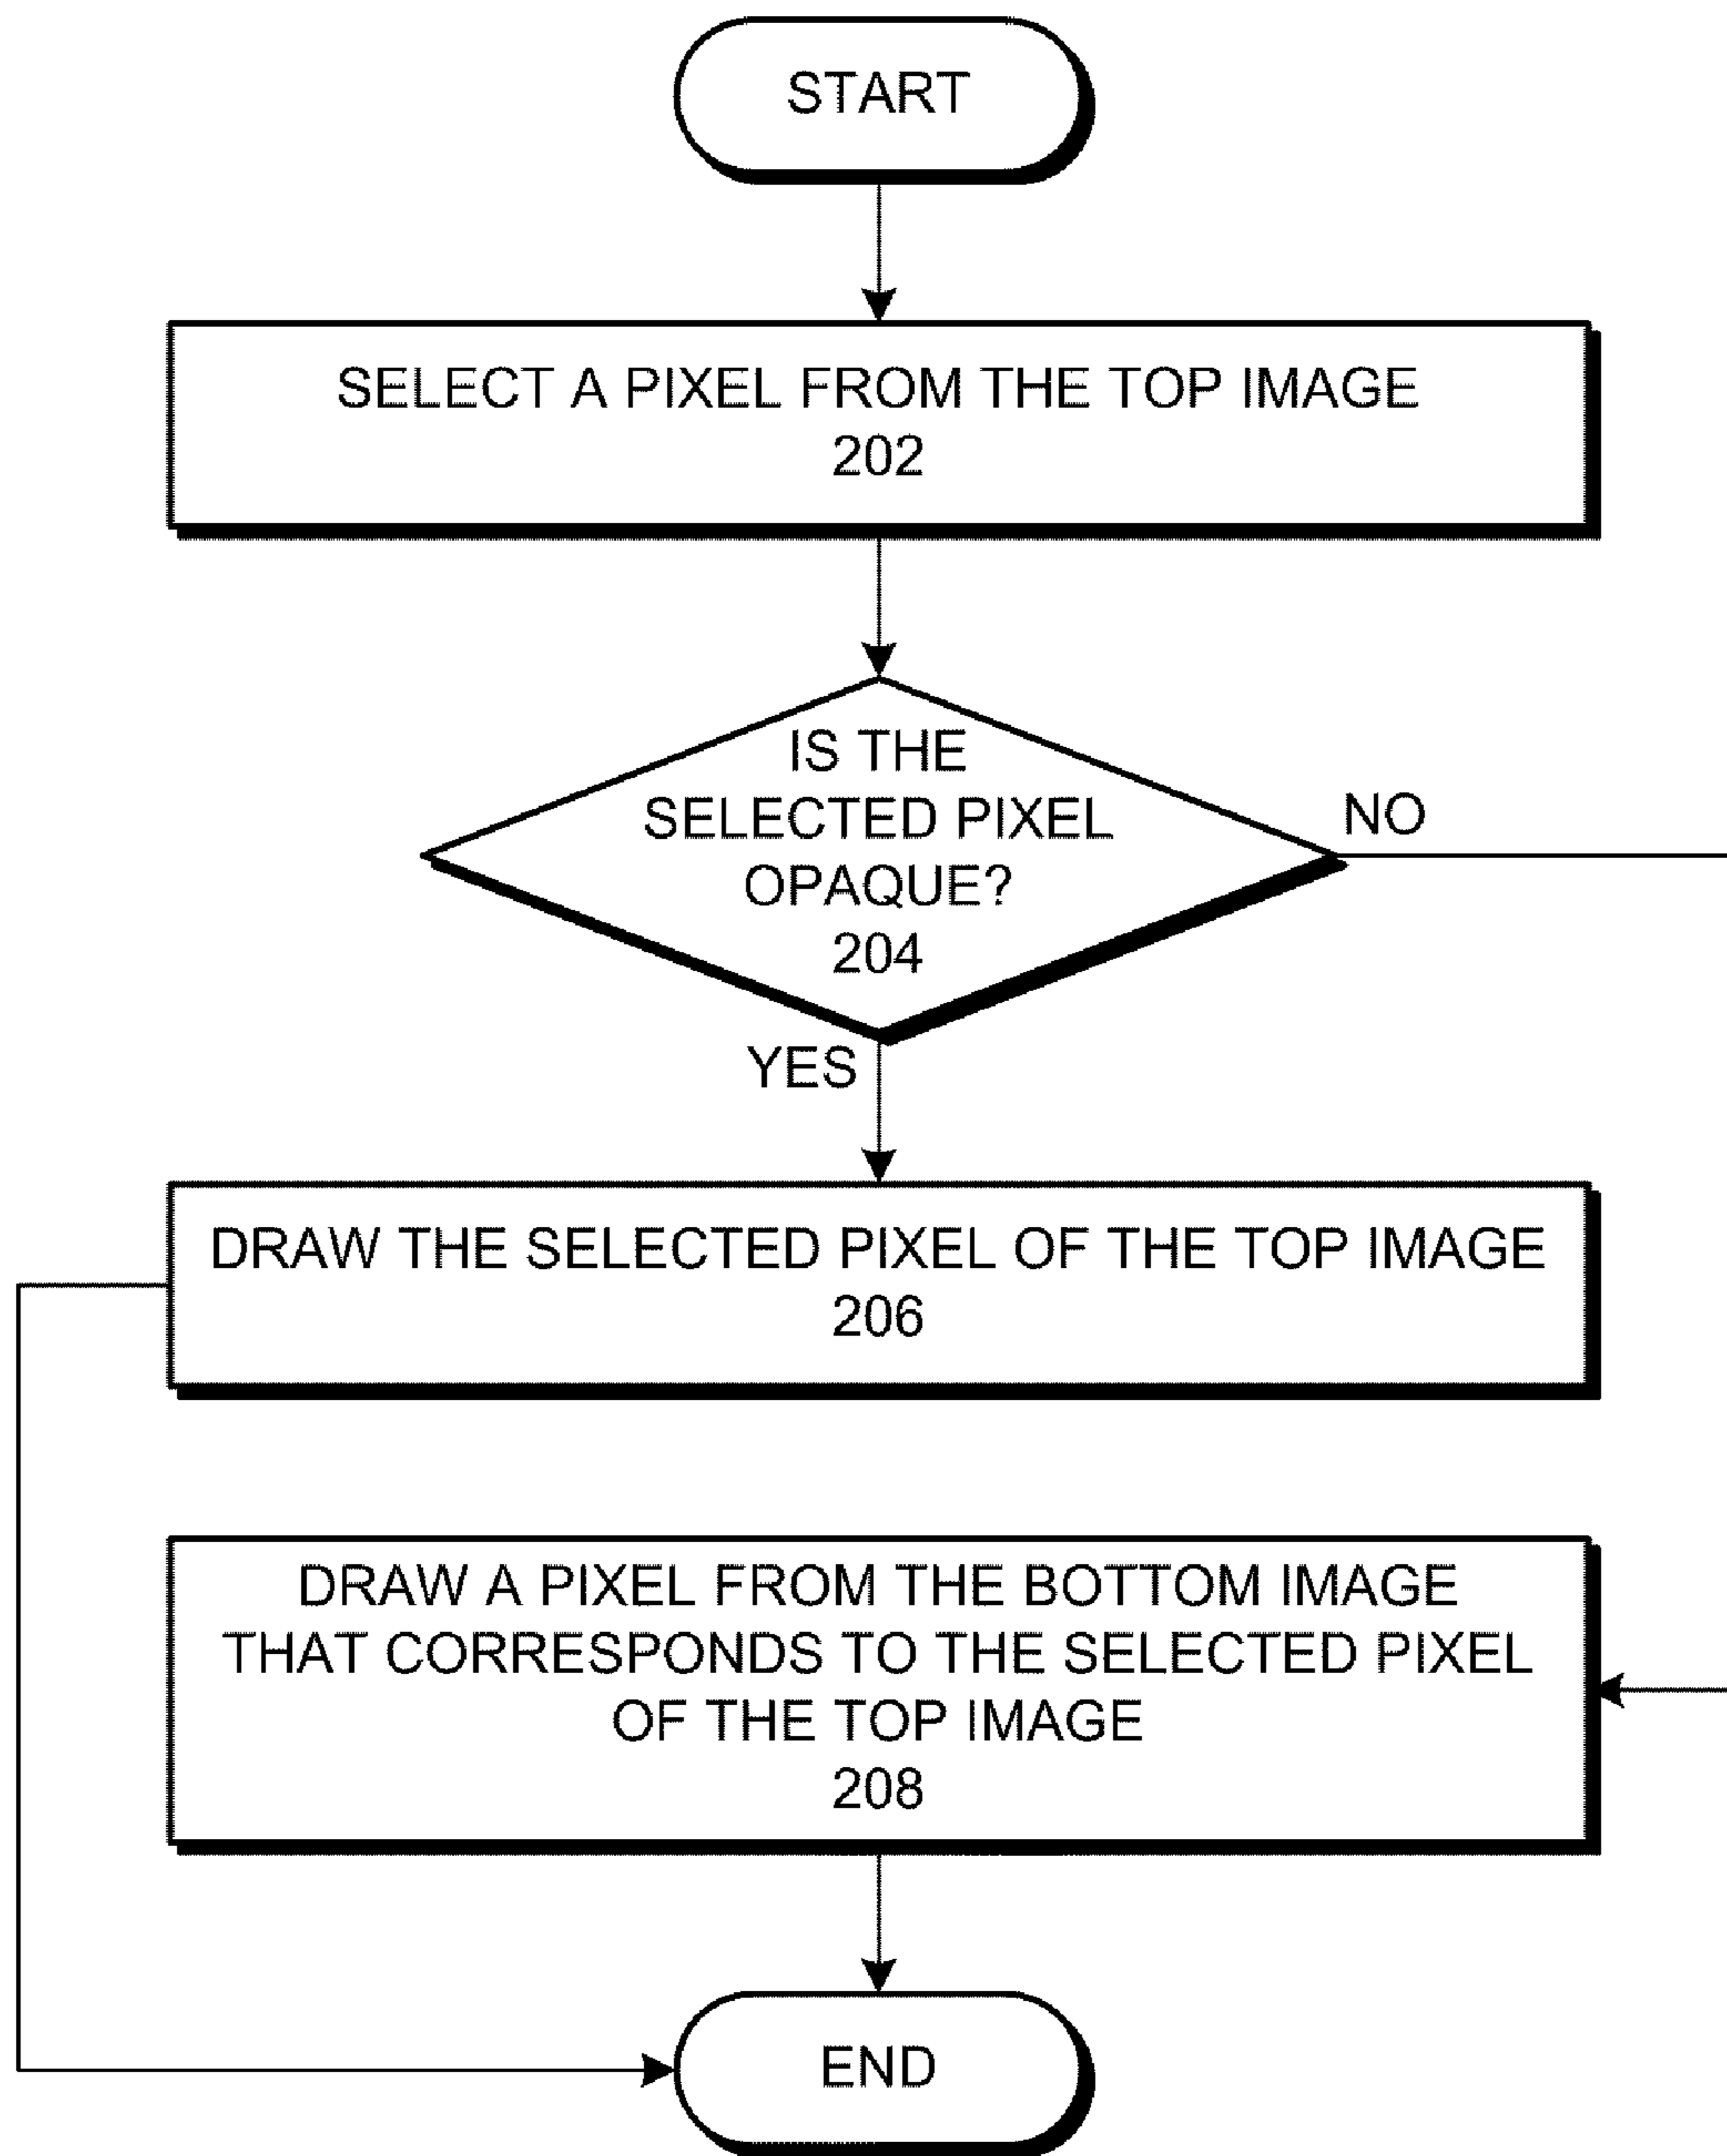 START
SELECT A PIXEL FROM THE TOP IMAGE
202
IS THE
SELECTED PIXEL
OPAQUE?
204
NO
YES
DRAW THE SELECTED PIXEL OF THE TOP IMAGE
206
DRAW A PIXEL FROM THE BOTTOM IMAGE
THAT CORRESPONDS TO THE SELECTED PIXEL
OF THE TOP IMAGE
208
END